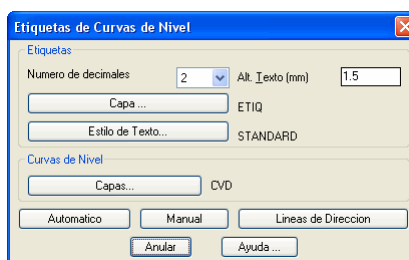 Etiquetas de Curvas de Nivel
Etiquetas
Numero de decimales 2 Alt. Texto (mm) 1.5
Capa ... ETIQ
Estilo de Texto... STANDARD
Curvas de Nivel
Capas... CVD
Automatico Manual Lineas de Direccion
Anular Ayuda ...